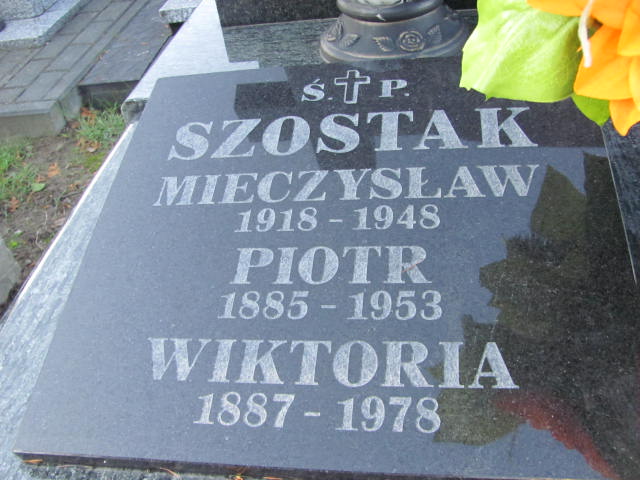 Ś. P.
SZOSTAK
MIECZYSŁAW
1918 - 1948
PIOTR
1885 - 1953
WIKTORIA
1887 - 1978